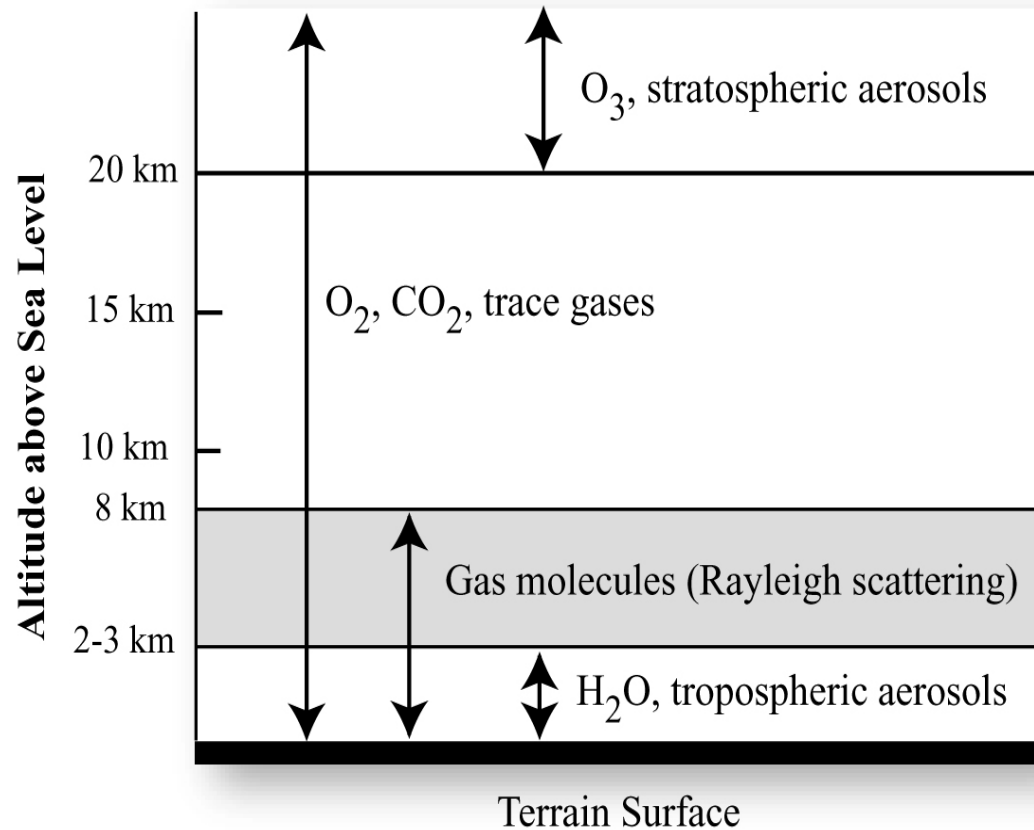 O₃, stratospheric aerosols
20 km
O₂, CO₂, trace gases
15 km
10 km
8 km
Gas molecules (Rayleigh scattering)
2-3 km
H₂O, tropospheric aerosols
Terrain Surface
Altitude above Sea Level